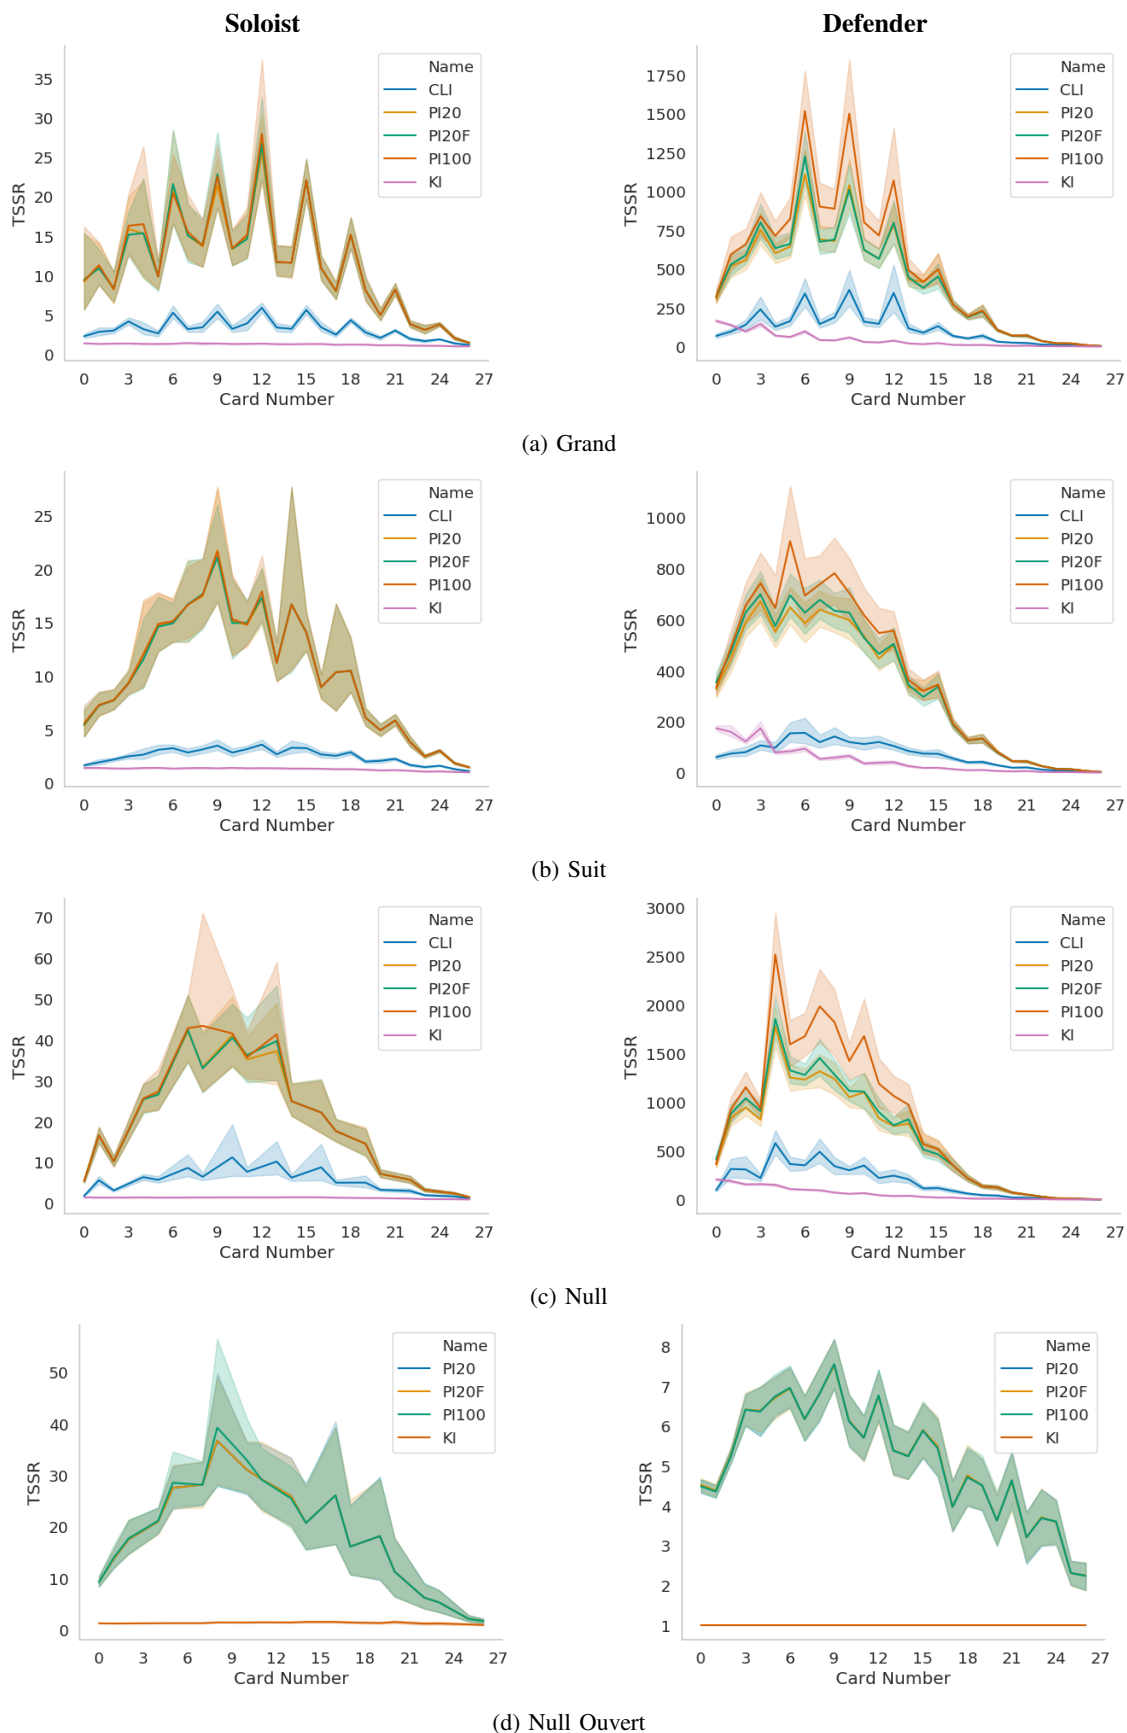 Soloist
Defender
35
30
25
20
15
10
5
0
TSSR
0 3 6 9 12 15 18 21 24 27
Card Number
Name
CLI
PI20
PI20F
PI100
KI
1750
1500
1250
1000
750
500
250
0
TSSR
0 3 6 9 12 15 18 21 24 27
Card Number
Name
CLI
PI20
PI20F
PI100
KI
(a) Grand
25
20
15
10
5
0
TSSR
0 3 6 9 12 15 18 21 24 27
Card Number
Name
CLI
PI20
PI20F
PI100
KI
1000
800
600
400
200
0
TSSR
0 3 6 9 12 15 18 21 24 27
Card Number
Name
CLI
PI20
PI20F
PI100
KI
(b) Suit
70
60
50
40
30
20
10
0
TSSR
0 3 6 9 12 15 18 21 24 27
Card Number
Name
CLI
PI20
PI20F
PI100
KI
3000
2500
2000
1500
1000
500
0
TSSR
0 3 6 9 12 15 18 21 24 27
Card Number
Name
CLI
PI20
PI20F
PI100
KI
(c) Null
50
40
30
20
10
0
TSSR
0 3 6 9 12 15 18 21 24 27
Card Number
Name
PI20
PI20F
PI100
KI
8
7
6
5
4
3
2
1
TSSR
0 3 6 9 12 15 18 21 24 27
Card Number
Name
PI20
PI20F
PI100
KI
(d) Null Ouvert